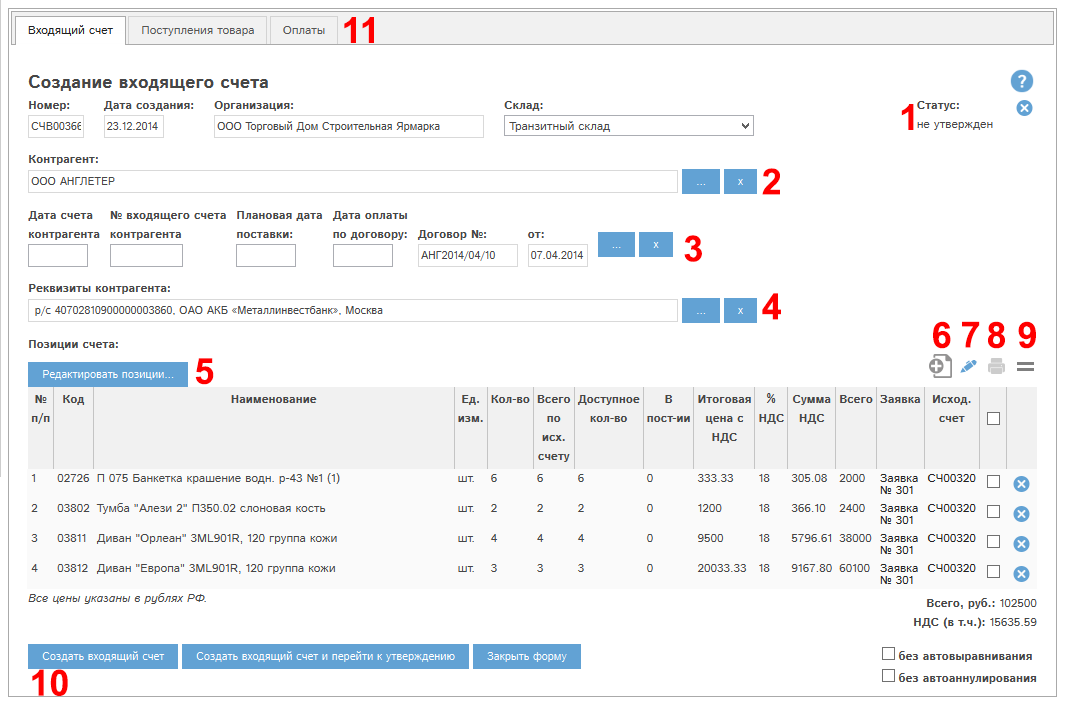 Входящий счет Поступления товара Оплаты 11
Создание входящего счета ?
Номер: Дата создания: Организация: Склад: 1 Статус:
СЧВ00366 23.12.2014 ООО Торговый Дом Строительная Ярмарка Транзитный склад не утвержден
Контрагент:
ООО АНГЛЕТЕР ... x 2
Дата счета № входящего счета Плановая дата Дата оплаты
контрагента контрагента поставки: по договору: Договор №: от:
АНГ2014/04/10 07.04.2014 ... x 3
Реквизиты контрагента:
р/с 40702810900000003860, ОАО АКБ «Металлинвестбанк», Москва ... x 4
Позиции счета: 6 7 8 9
Редактировать позиции... 5
№ Код Наименование Ед. Кол-во Всего Доступное В Итоговая % Сумма Всего Заявка Исход.
п/п изм. по кол-во пост-ии цена с НДС НДС счет
исх. НДС
счету
1 02726 П 075 Банкетка крашение водн. р-43 №1 (1) шт. 6 6 6 0 333.33 18 305.08 2000 Заявка СЧ00320
№ 301
2 03802 Тумба "Алези 2" П350.02 слоновая кость шт. 2 2 2 0 1200 18 366.10 2400 Заявка СЧ00320
№ 301
3 03811 Диван "Орлеан" 3ML901R, 120 группа кожи шт. 4 4 4 0 9500 18 5796.61 38000 Заявка СЧ00320
№ 301
4 03812 Диван "Европа" 3ML901R, 120 группа кожи шт. 3 3 3 0 20033.33 18 9167.80 60100 Заявка СЧ00320
№ 301
Все цены указаны в рублях РФ.
Всего, руб.: 102500
НДС (в т.ч.): 15635.59
Создать входящий счет Создать входящий счет и перейти к утверждению Закрыть форму без автовыравнивания
10 без автоаннулирования